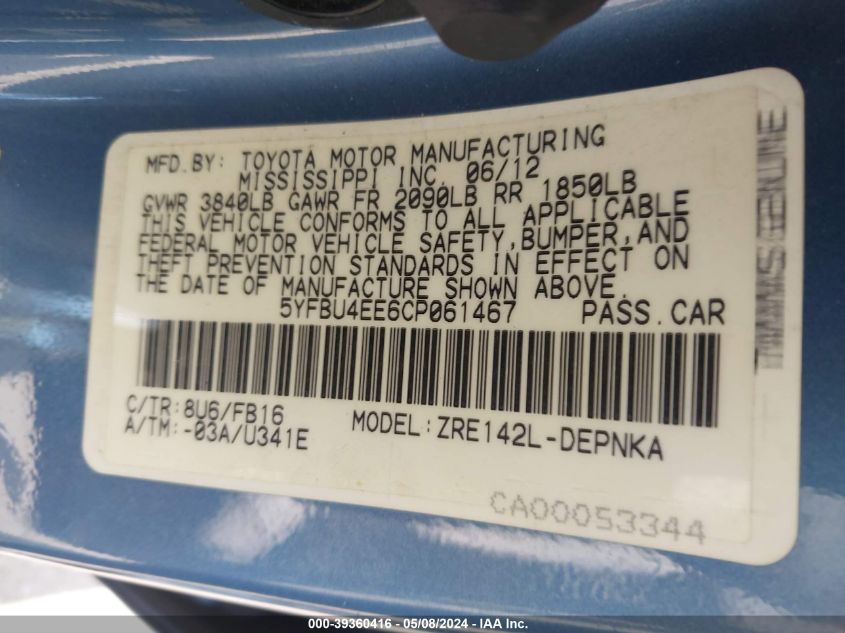 MFD.BY: TOYOTA MOTOR MANUFACTURING
MISSISSIPPI INC. 06/12
GVWR 3840LB GAWR FR 2090LB RR 1850LB
THIS VEHICLE CONFORMS TO ALL APPLICABLE
FEDERAL MOTOR VEHICLE SAFETY,BUMPER,AND
THEFT PREVENTION STANDARDS IN EFFECT ON
THE DATE OF MANUFACTURE SHOWN ABOVE.
5YFBU4EE6CP061467 PASS.CAR
C/TR:8U6/FB16
A/TM:-03A/U341E
MODEL:ZRE142L-DEPNKA
CA00053344
000-39360416 - 05/08/2024 - IAA, Inc.